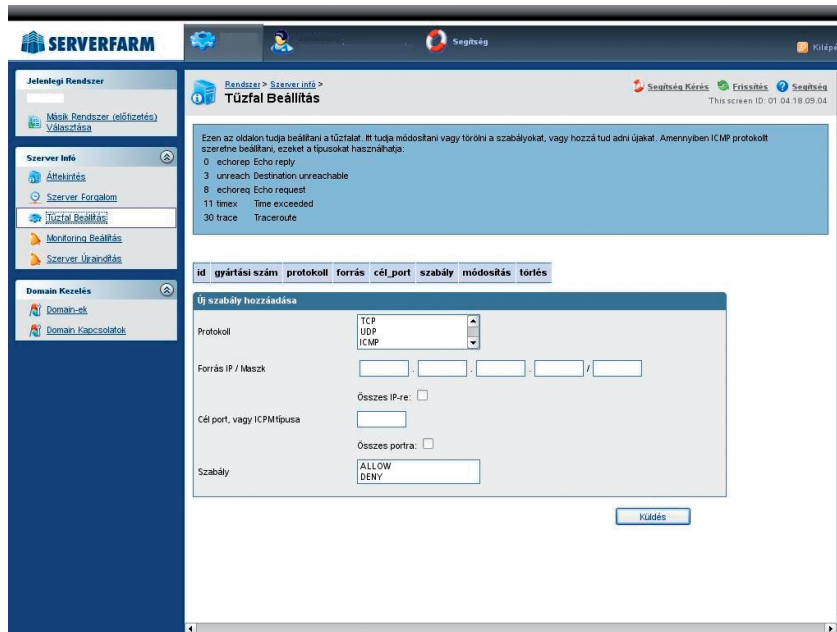 SERVERFARM
Segítség
Kilépé
Jelenlegi Rendszer
Másik Rendszer (előfizetés)
Választása
Szerver Infó
Áttekintés
Szerver Forgalom
Tűzfal Beállítás
Monitoring Beállítás
Szerver Újraindítás
Domain Kezelés
Domain-ek
Domain Kapcsolatok
Rendszer > Szerver infó >
Tűzfal Beállítás
Segítség Kérés Frissítés Segítség
This screen ID: 01.04.18.09.04
Ezen az oldalon tudja beállítani a tűzfalat. Itt tudja módosítani vagy törölni a szabályokat, vagy hozzá tud adni újakat. Amennyiben ICMP protokollt
szeretne beállítani, ezeket a típusokat használhatja:
0 echorep Echo reply
3 unreach Destination unreachable
8 echoreq Echo request
11 timex Time exceeded
30 trace Traceroute
id gyártási szám protokoll forrás cél_port szabály módosítás törlés
Új szabály hozzáadása
Protokoll
TCP
UDP
ICMP
Forrás IP / Maszk
. . . /
Összes IP-re:
Cél port, vagy ICPM típusa
Összes portra:
Szabály
ALLOW
DENY
Küldés